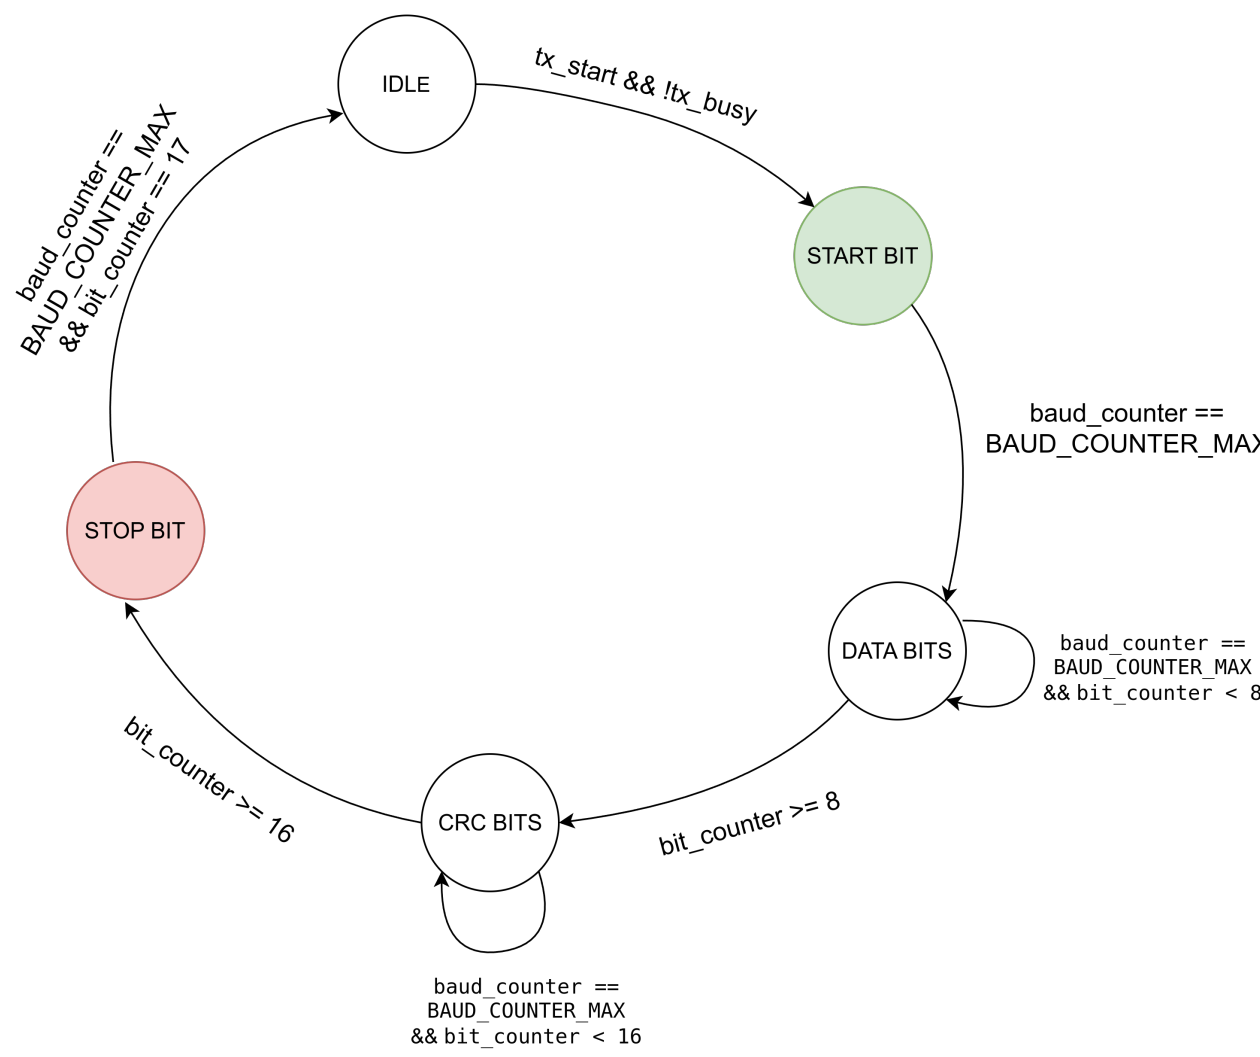 IDLE
tx_start && !tx_busy
baud_counter ==
BAUD_COUNTER_MAX
&& bit_counter == 17
START BIT
baud_counter ==
BAUD_COUNTER_MAX
STOP BIT
DATA BITS
baud_counter ==
BAUD_COUNTER_MAX
&& bit_counter < 8
bit_counter >= 16
CRC BITS
bit_counter >= 8
baud_counter ==
BAUD_COUNTER_MAX
&& bit_counter < 16